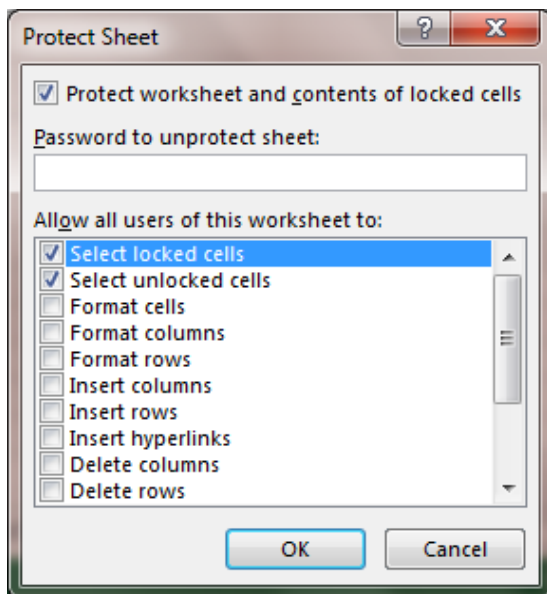 Protect Sheet
Protect worksheet and contents of locked cells
Password to unprotect sheet:
Allow all users of this worksheet to:
Select locked cells
Select unlocked cells
Format cells
Format columns
Format rows
Insert columns
Insert rows
Insert hyperlinks
Delete columns
Delete rows
OK Cancel